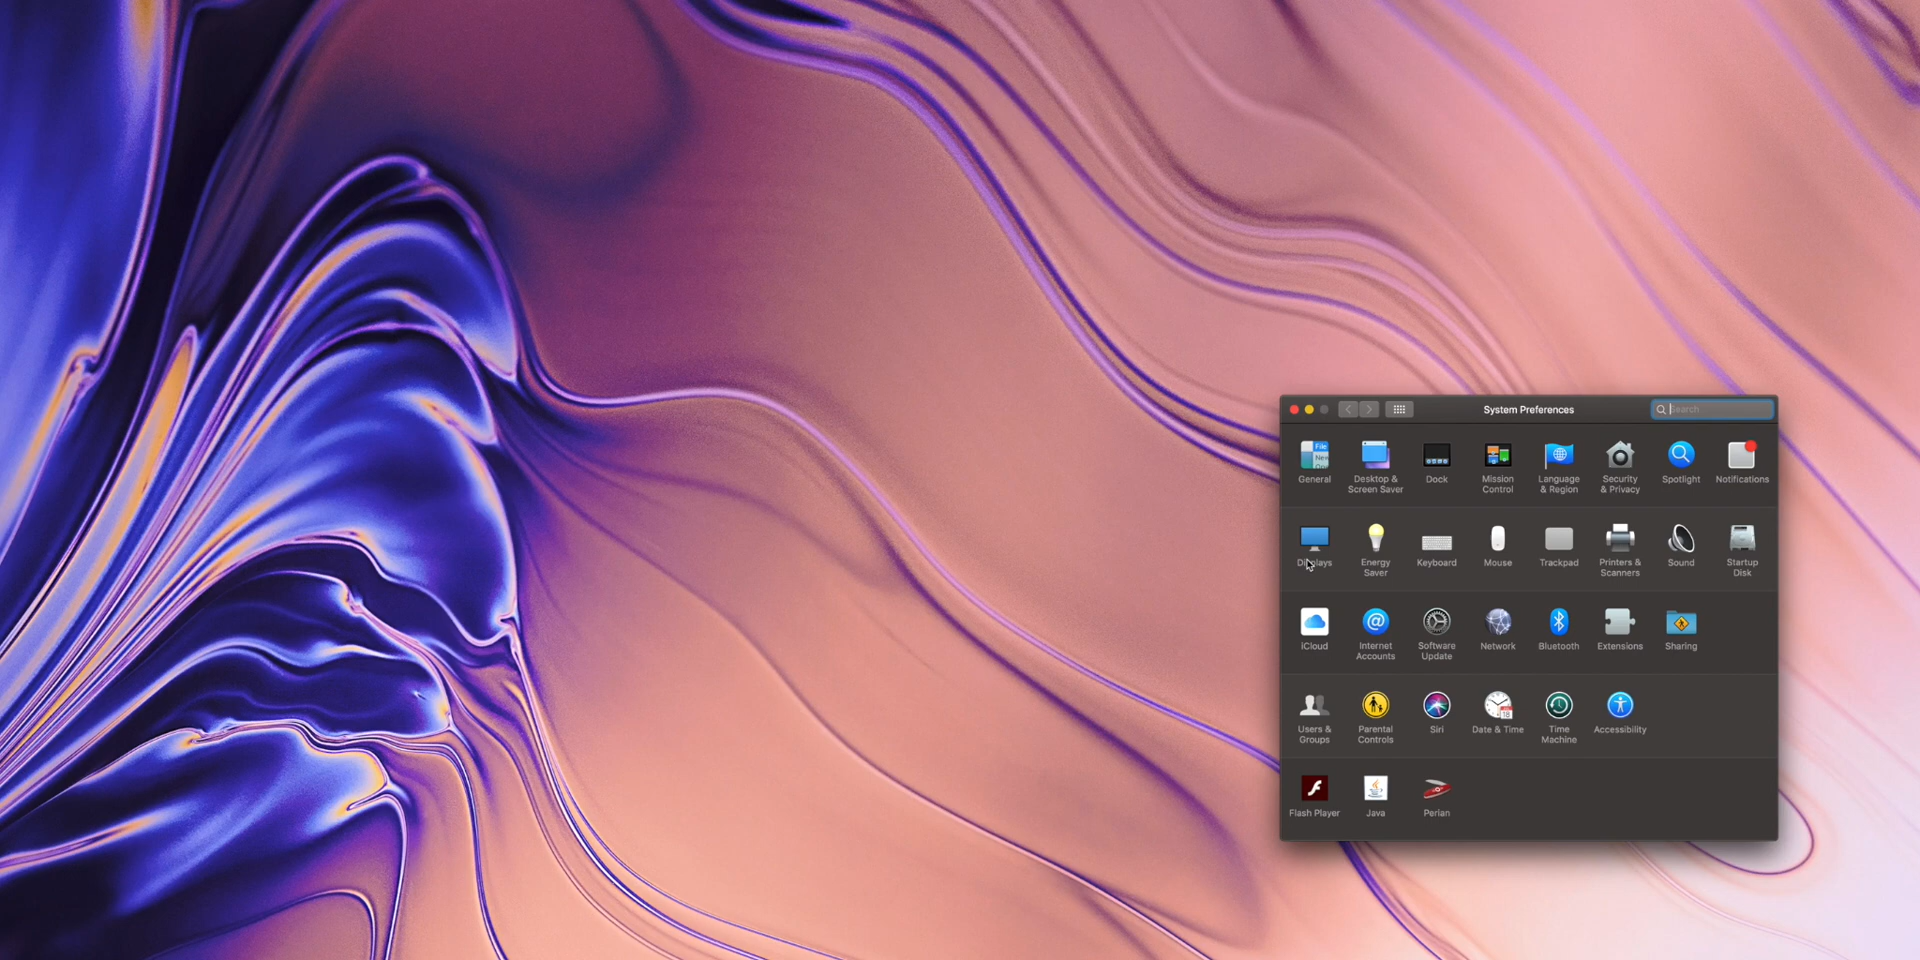 System Preferences
Search
General
Desktop &
Screen Saver
Dock
Mission
Control
Language
& Region
Security
& Privacy
Spotlight
Notifications
Displays
Energy
Saver
Keyboard
Mouse
Trackpad
Printers &
Scanners
Sound
Startup
Disk
iCloud
Internet
Accounts
Software
Update
Network
Bluetooth
Extensions
Sharing
Users &
Groups
Parental
Controls
Siri
Date & Time
Time
Machine
Accessibility
Flash Player
Java
Perian